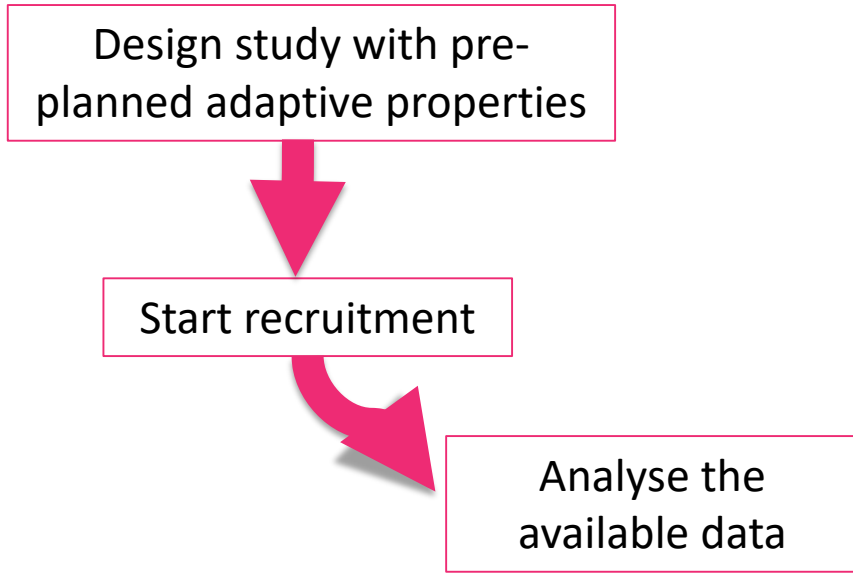 Design study with pre-
planned adaptive properties
Start recruitment
Analyse the
available data